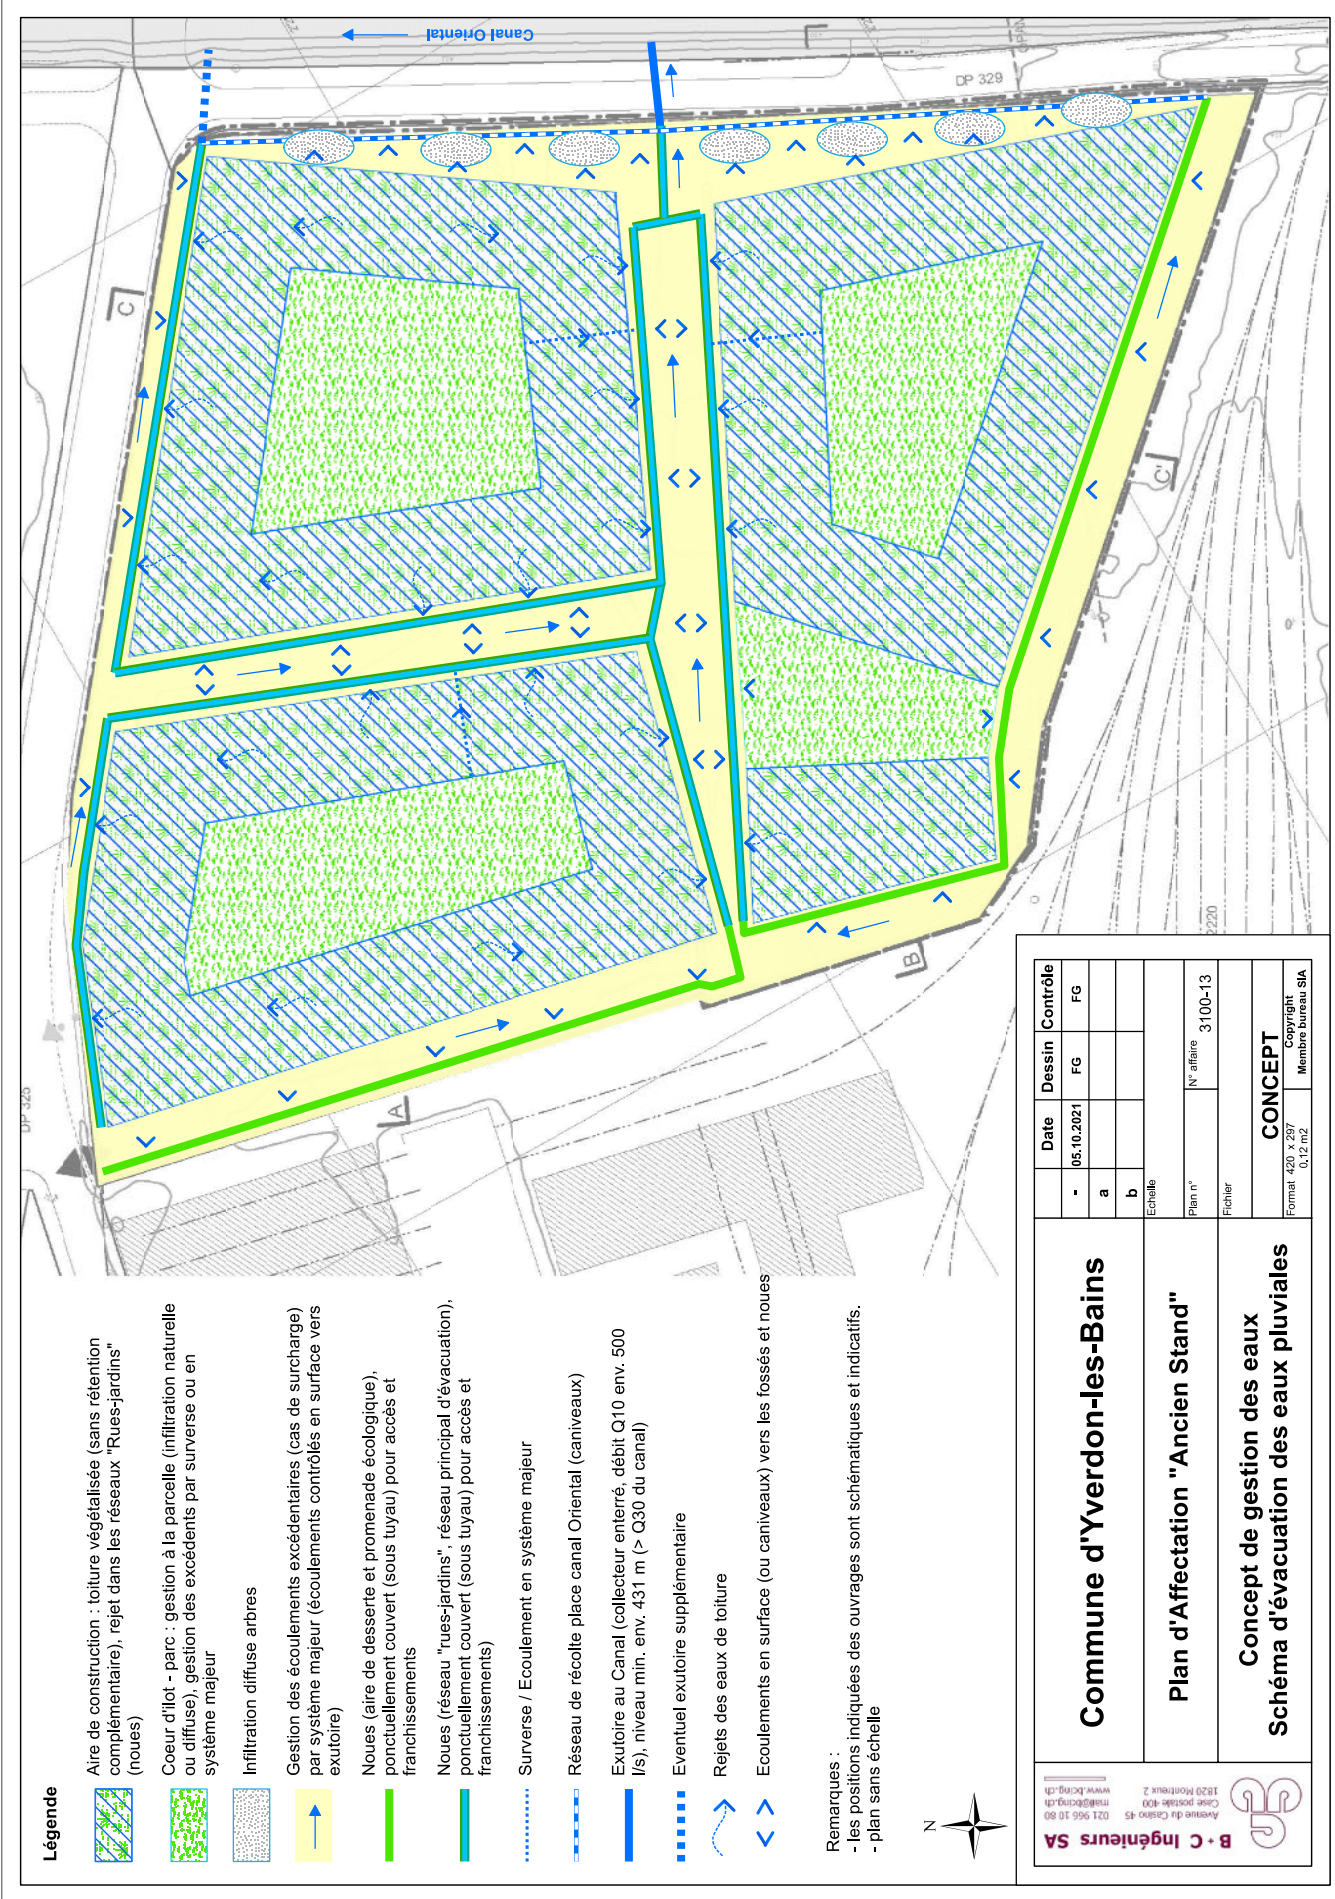 Légende
Aire de construction : toiture végétalisée (sans rétention
complémentaire), rejet dans les réseaux "Rues-jardins"
(noues)
Coeur d'ilot - parc : gestion à la parcelle (infiltration naturelle
ou diffuse), gestion des excédents par surverse ou en
système majeur
Infiltration diffuse arbres
Gestion des écoulements excédentaires (cas de surcharge)
par système majeur (écoulements contrôlés en surface vers
exutoire)
Noues (aire de desserte et promenade écologique),
ponctuellement couvert (sous tuyau) pour accès et
franchissements
Noues (réseau "rues-jardins", réseau principal d'évacuation),
ponctuellement couvert (sous tuyau) pour accès et
franchissements)
Surverse / Ecoulement en système majeur
Réseau de récolte place canal Oriental (caniveaux)
Exutoire au Canal (collecteur enterré, débit Q10 env. 500
l/s), niveau min. env. 431 m (> Q30 du canal)
Eventuel exutoire supplémentaire
Rejets des eaux de toiture
Ecoulements en surface (ou caniveaux) vers les fossés et noues
Remarques :
- les positions indiquées des ouvrages sont schématiques et indicatifs.
- plan sans échelle
N
Canal Oriental
DP 329
DP 325
C
C'
A
B
2220
B + C Ingénieurs SA
Avenue du Casino 45
Case postale 400
1820 Montreux 2
021 966 10 80
mail@bcing.ch
www.bcing.ch
Commune d'Yverdon-les-Bains
Plan d'Affectation "Ancien Stand"
Concept de gestion des eaux
Schéma d'évacuation des eaux pluviales
Date Dessin Contrôle
- 05.10.2021 FG FG
a
b
Echelle
Plan n° N° affaire 3100-13
Fichier
CONCEPT
Format 420 x 297
0,12 m2
Copyright
Membre bureau SIA